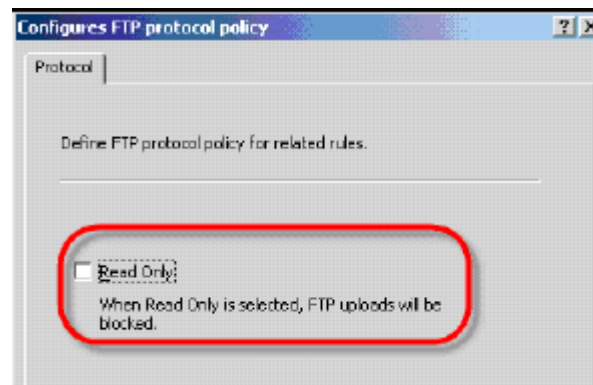 Configures FTP protocol policy
Protocol
Define FTP protocol policy for related rules.
Read Only
When Read Only is selected, FTP uploads will be
blocked.